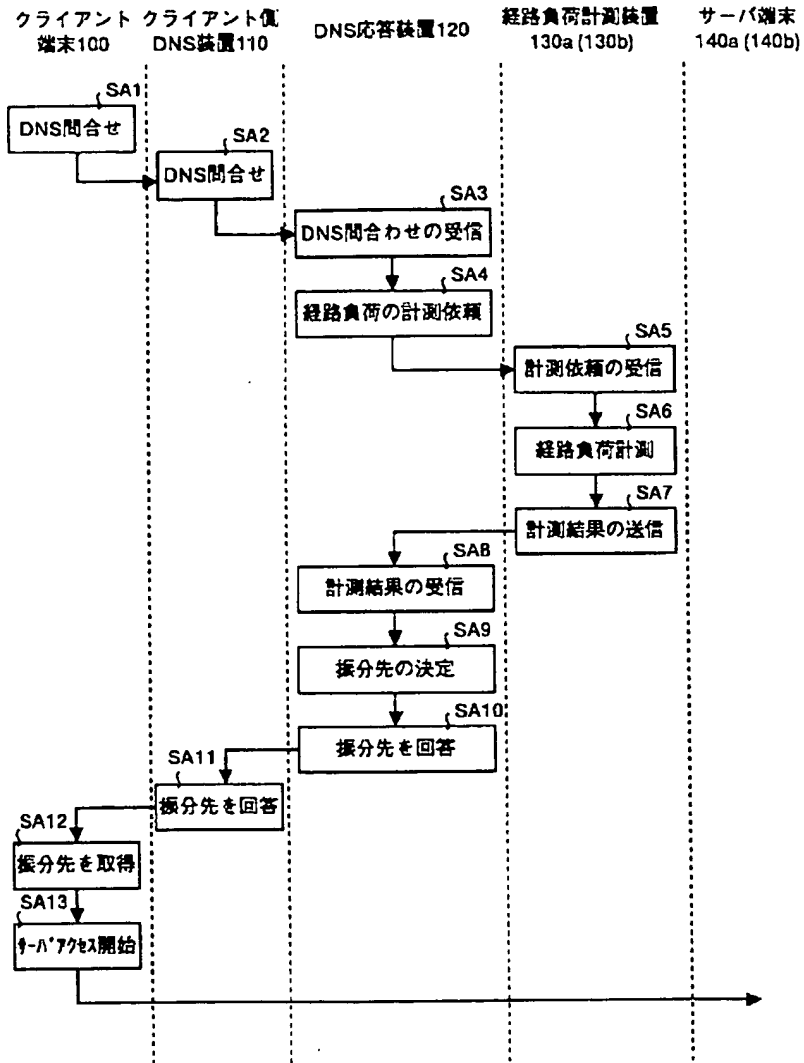 クライアント
端末100
クライアント側
DNS装置110
DNS応答装置120
経路負荷計測装置
130a (130b)
サーバ端末
140a (140b)
SA1
DNS問合せ
SA2
DNS問合せ
SA3
DNS問合わせの受信
SA4
経路負荷の計測依頼
SA5
計測依頼の受信
SA6
経路負荷計測
SA7
計測結果の送信
SA8
計測結果の受信
SA9
振分先の決定
SA10
振分先を回答
SA11
振分先を回答
SA12
振分先を取得
SA13
ｻｰﾊﾞｱｸｾｽ開始